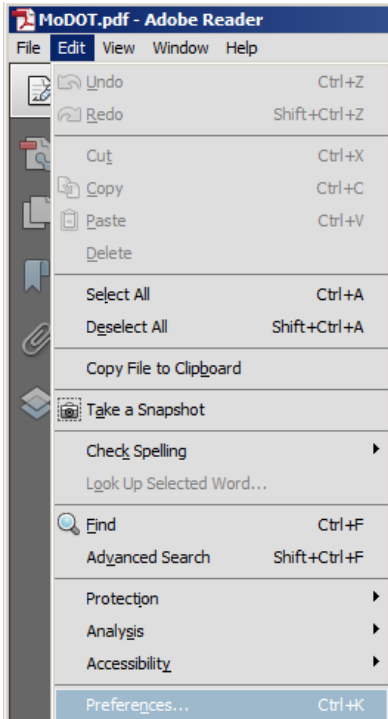 MoDOT.pdf - Adobe Reader
File Edit View Window Help
Undo Ctrl+Z
Redo Shift+Ctrl+Z
Cut Ctrl+X
Copy Ctrl+C
Paste Ctrl+V
Delete
Select All Ctrl+A
Deselect All Shift+Ctrl+A
Copy File to Clipboard
Take a Snapshot
Check Spelling
Look Up Selected Word...
Find Ctrl+F
Advanced Search Shift+Ctrl+F
Protection
Analysis
Accessibility
Preferences... Ctrl+K